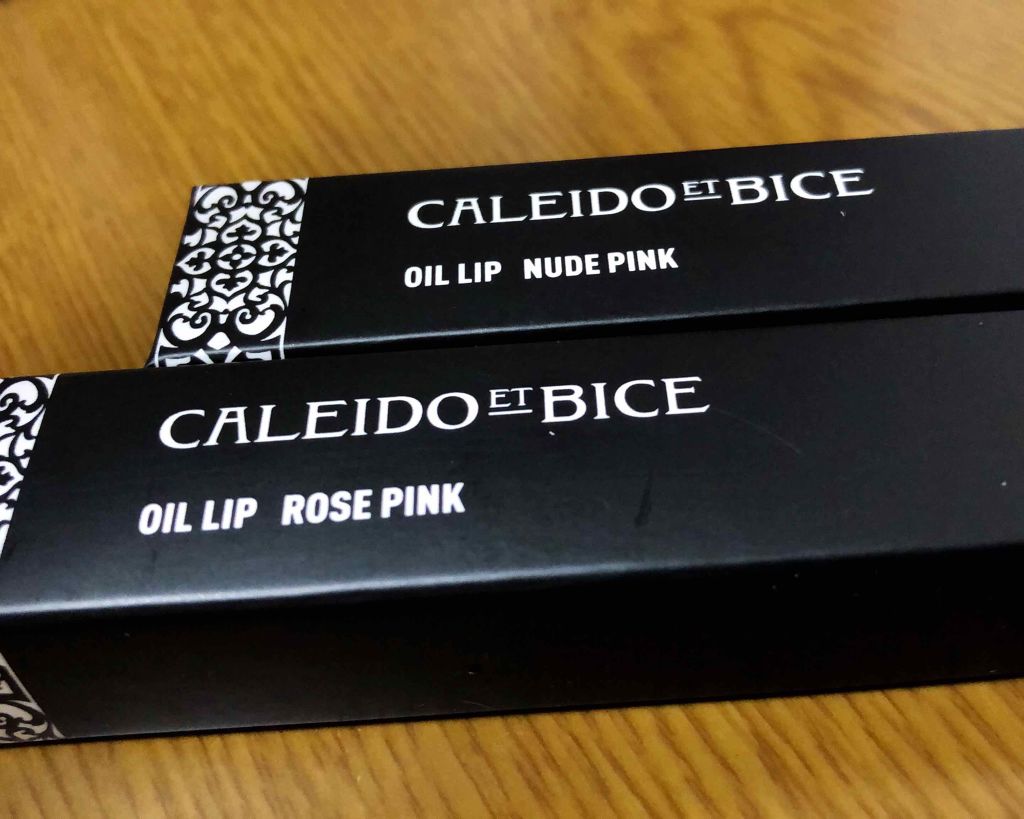 CALEIDO ET BICE
OIL LIP NUDE PINK
CALEIDO ET BICE
OIL LIP ROSE PINK